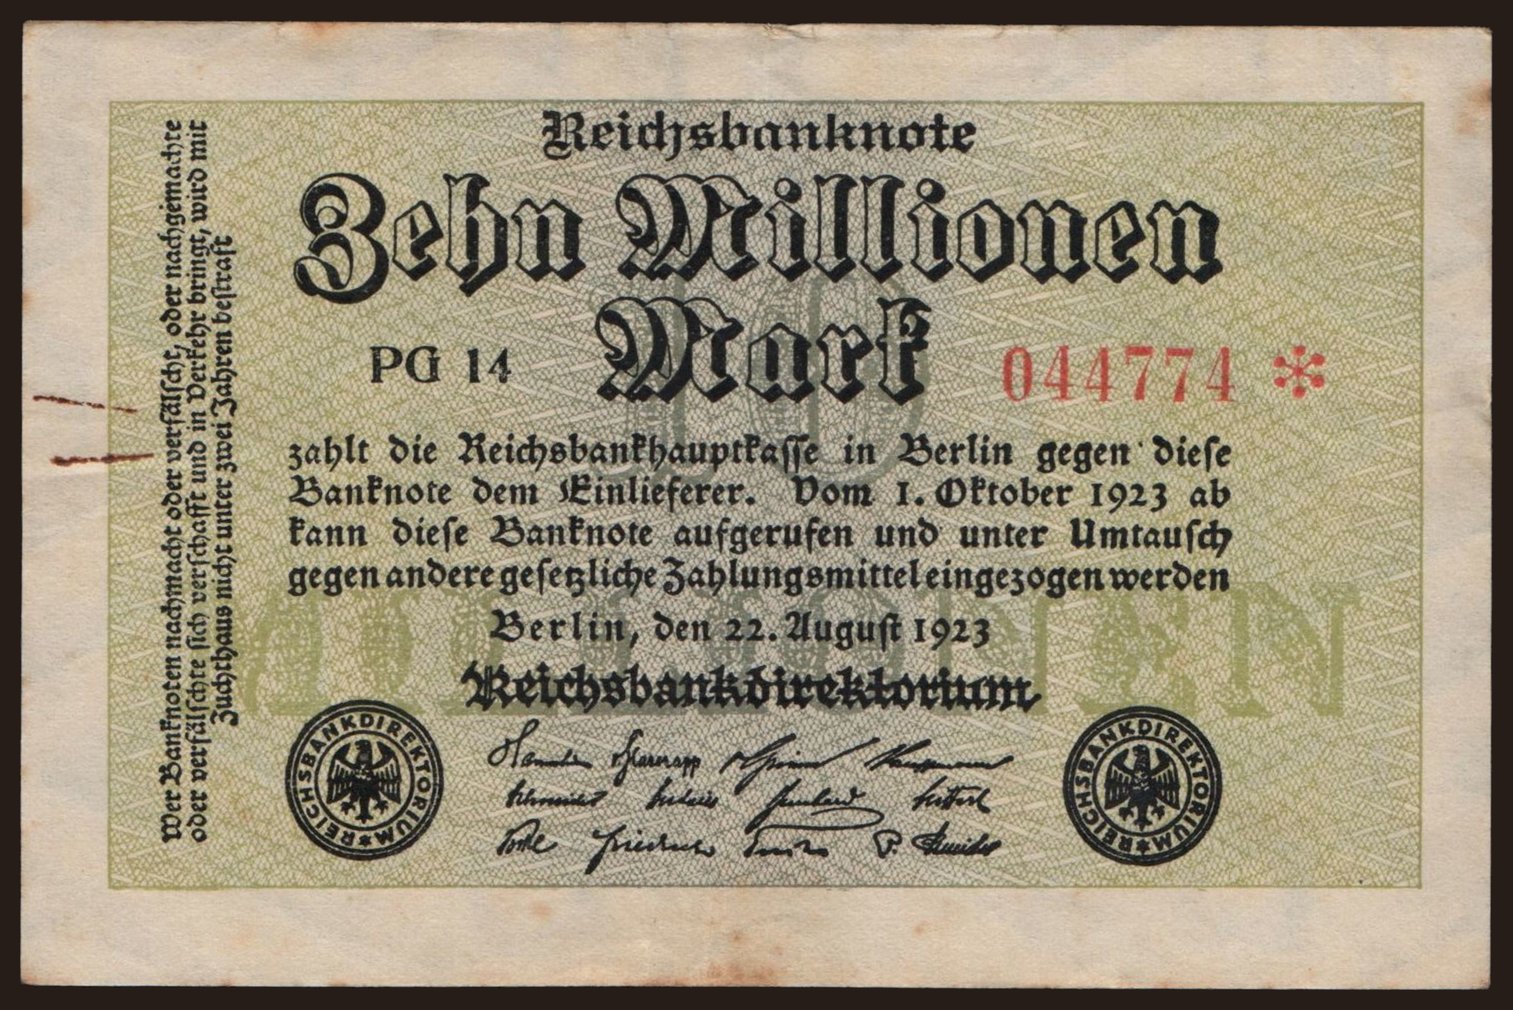 Reichsbanknote
Zehn Millionen
Mark
PG 14
044774 *
zahlt die Reichsbankhauptkasse in Berlin gegen diese
Banknote dem Einlieferer. Vom 1. Oktober 1923 ab
kann diese Banknote aufgerufen und unter Umtausch
gegen andere gesetzliche Zahlungsmittel eingezogen werden
Berlin, den 22. August 1923
Reichsbankdirektorium
Wer Banknoten nachmacht oder verfälscht, oder nachgemachte
oder verfälschte sich verschafft und in Verkehr bringt, wird mit
Zuchthaus nicht unter zwei Jahren bestraft
10
MILLIONEN
REICHSBANKDIREKTORIUM
REICHSBANKDIREKTORIUM